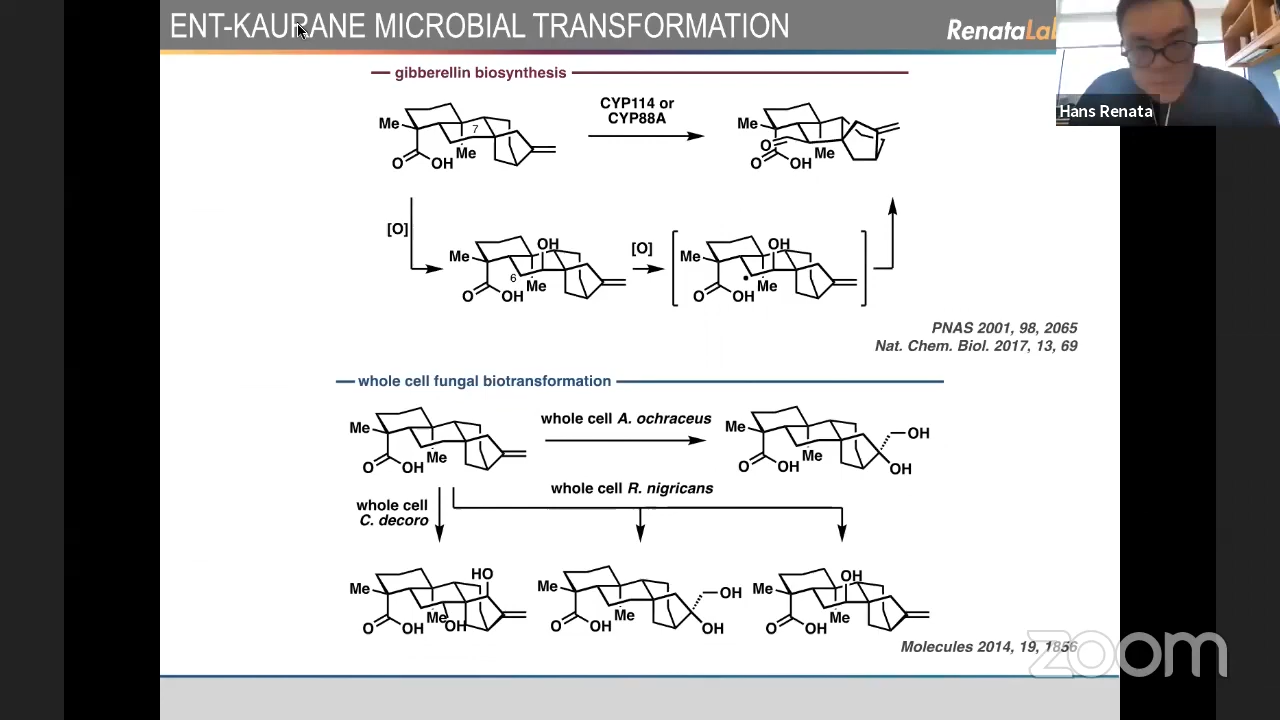 ENT-KAURANE MICROBIAL TRANSFORMATION
RenataLab
Hans Renata
gibberellin biosynthesis
CYP114 or
CYP88A
Me
7
Me
O
OH
Me
O
Me
O
OH
[O]
Me
OH
6
Me
O
OH
[O]
Me
OH
Me
O
OH
PNAS 2001, 98, 2065
Nat. Chem. Biol. 2017, 13, 69
whole cell fungal biotransformation
Me
Me
O
OH
whole cell A. ochraceus
Me
Me
O
OH
OH
OH
whole cell R. nigricans
whole cell
C. decoro
Me
HO
Me
OH
O
OH
Me
Me
O
OH
OH
OH
Me
OH
Me
O
OH
Molecules 2014, 19, 1856
zoom